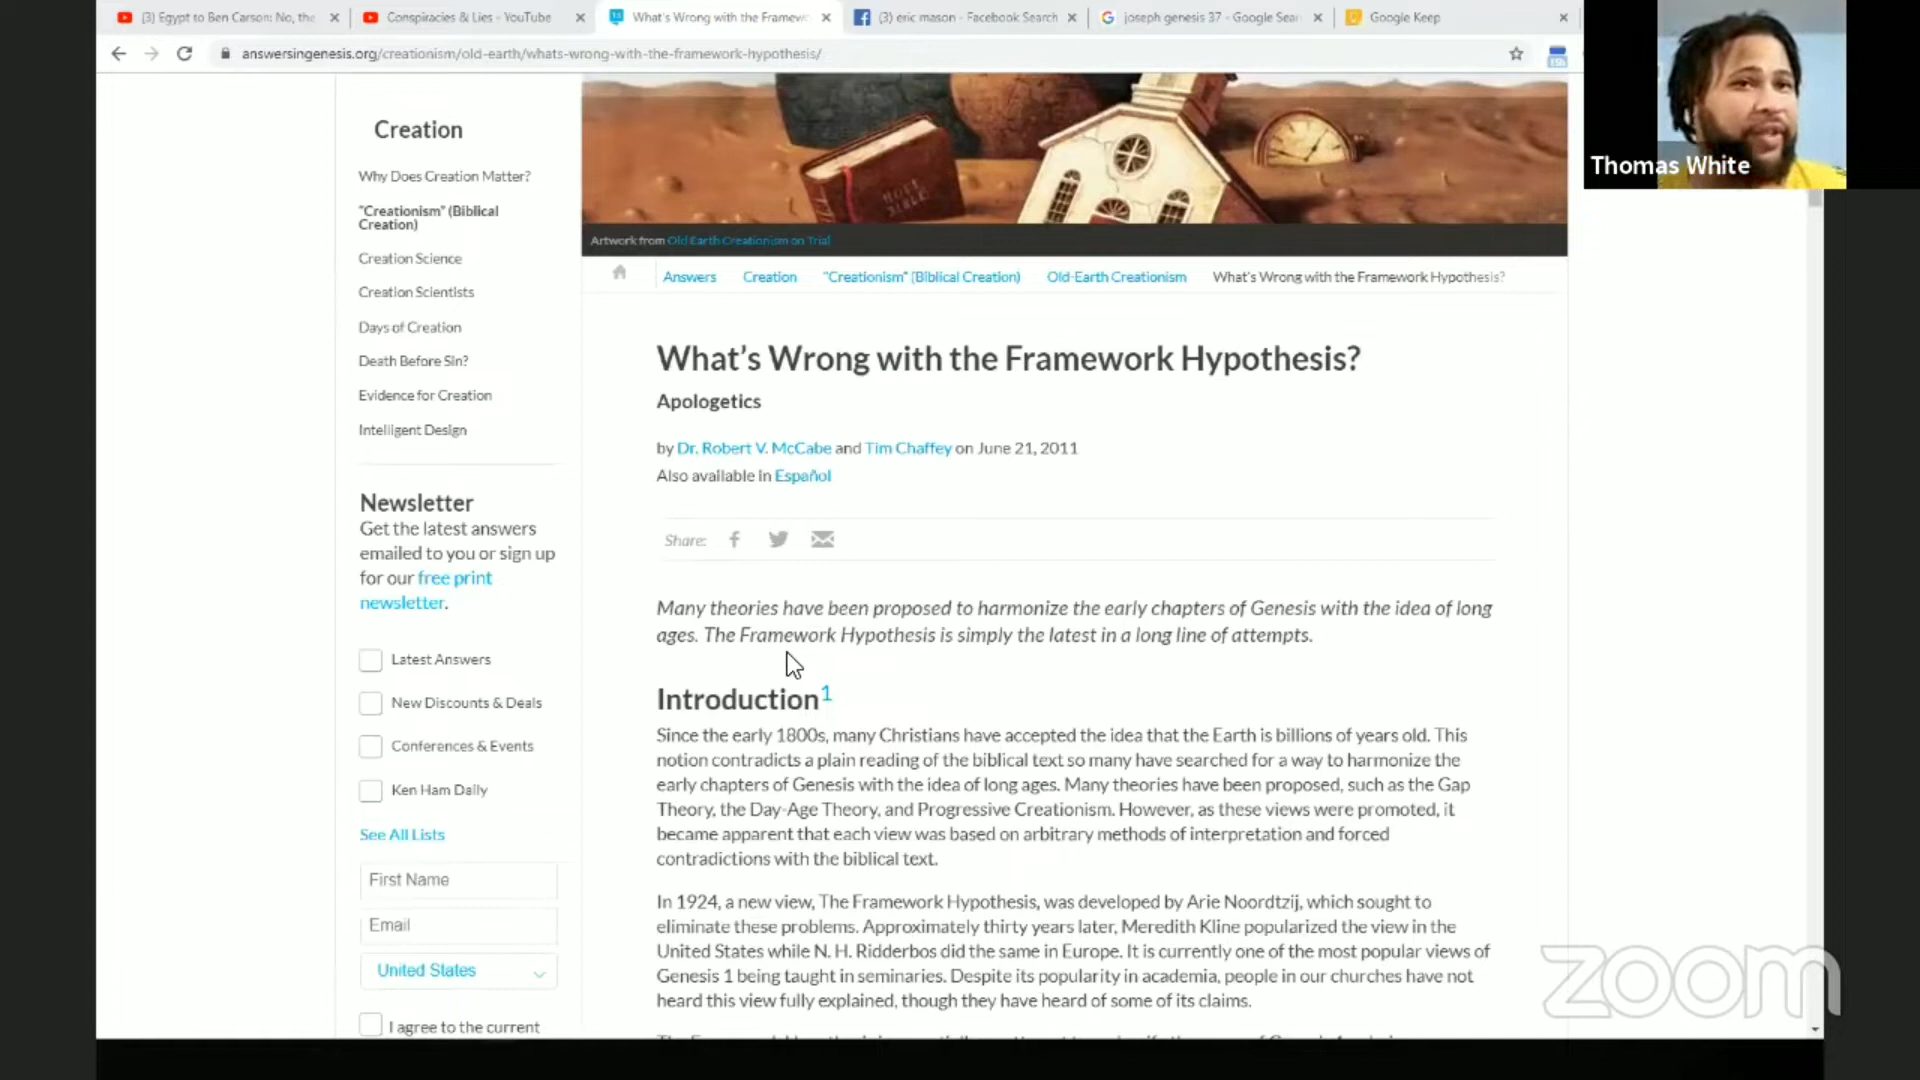 (3) Egypt to Ben Carson: No, the
Conspiracies & Lies - YouTube
What's Wrong with the Framew
(3) eric mason - Facebook Search
joseph genesis 37 - Google Sea
Google Keep
answersingenesis.org/creationism/old-earth/whats-wrong-with-the-framework-hypothesis/
Thomas White
Creation
Why Does Creation Matter?
"Creationism" (Biblical
Creation)
Creation Science
Creation Scientists
Days of Creation
Death Before Sin?
Evidence for Creation
Intelligent Design
Newsletter
Get the latest answers
emailed to you or sign up
for our free print
newsletter.
Latest Answers
New Discounts & Deals
Conferences & Events
Ken Ham Daily
See All Lists
First Name
Email
United States
I agree to the current
HOLY BIBLE
Artwork from Old Earth Creationism on Trial
Answers
Creation
"Creationism" (Biblical Creation)
Old-Earth Creationism
What's Wrong with the Framework Hypothesis?
What's Wrong with the Framework Hypothesis?
Apologetics
by Dr. Robert V. McCabe and Tim Chaffey on June 21, 2011
Also available in Español
Share:
Many theories have been proposed to harmonize the early chapters of Genesis with the idea of long
ages. The Framework Hypothesis is simply the latest in a long line of attempts.
Introduction1
Since the early 1800s, many Christians have accepted the idea that the Earth is billions of years old. This
notion contradicts a plain reading of the biblical text so many have searched for a way to harmonize the
early chapters of Genesis with the idea of long ages. Many theories have been proposed, such as the Gap
Theory, the Day-Age Theory, and Progressive Creationism. However, as these views were promoted, it
became apparent that each view was based on arbitrary methods of interpretation and forced
contradictions with the biblical text.
In 1924, a new view, The Framework Hypothesis, was developed by Arie Noordtzij, which sought to
eliminate these problems. Approximately thirty years later, Meredith Kline popularized the view in the
United States while N. H. Ridderbos did the same in Europe. It is currently one of the most popular views of
Genesis 1 being taught in seminaries. Despite its popularity in academia, people in our churches have not
heard this view fully explained, though they have heard of some of its claims.
zoom